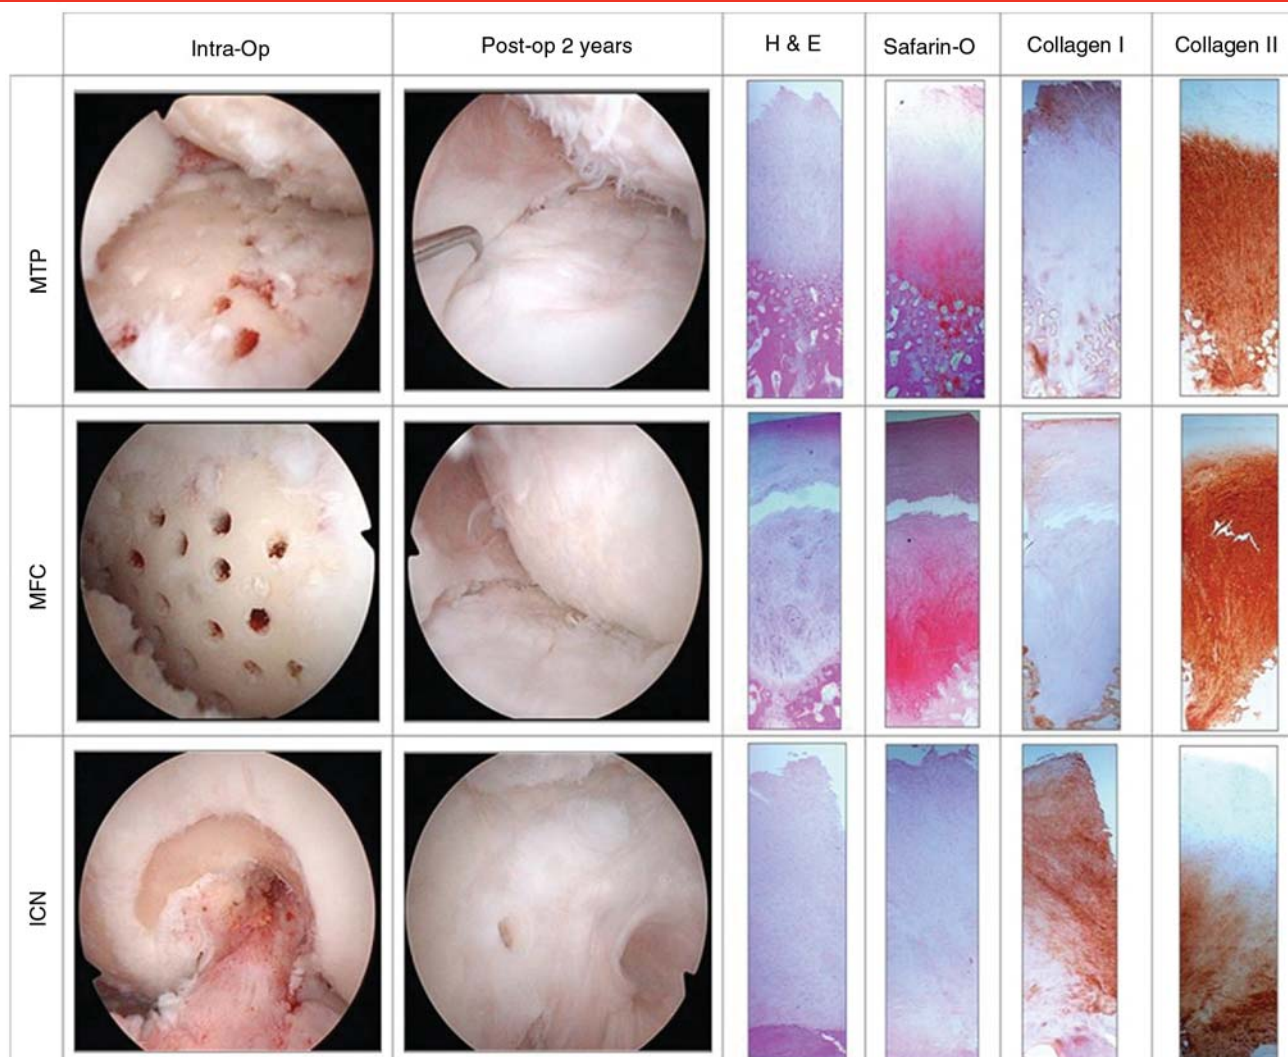 Intra-Op
Post-op 2 years
H & E
Safarin-O
Collagen I
Collagen II
MTP
MFC
ICN